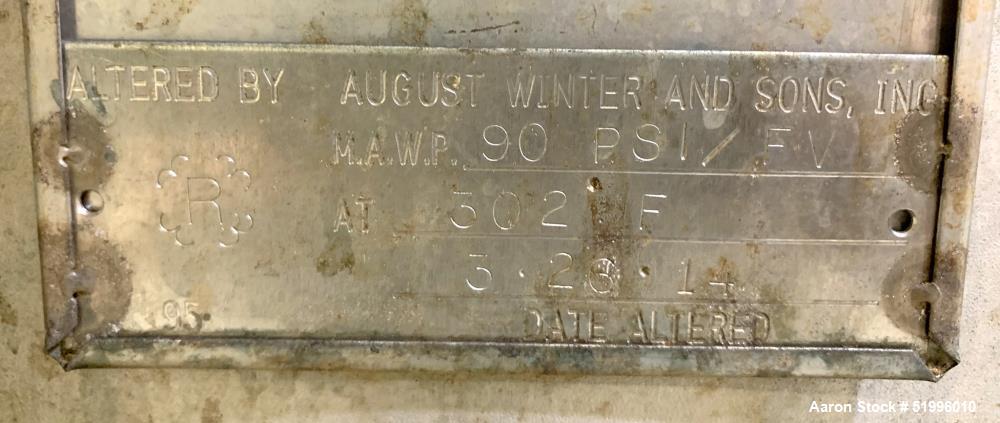 ALTERED BY AUGUST WINTER AND SONS, INC
M.A.W.P. 90 PSI / FV
R AT 302 F
3.28.14
95 DATE ALTERED
Aaron Stock # 51996010